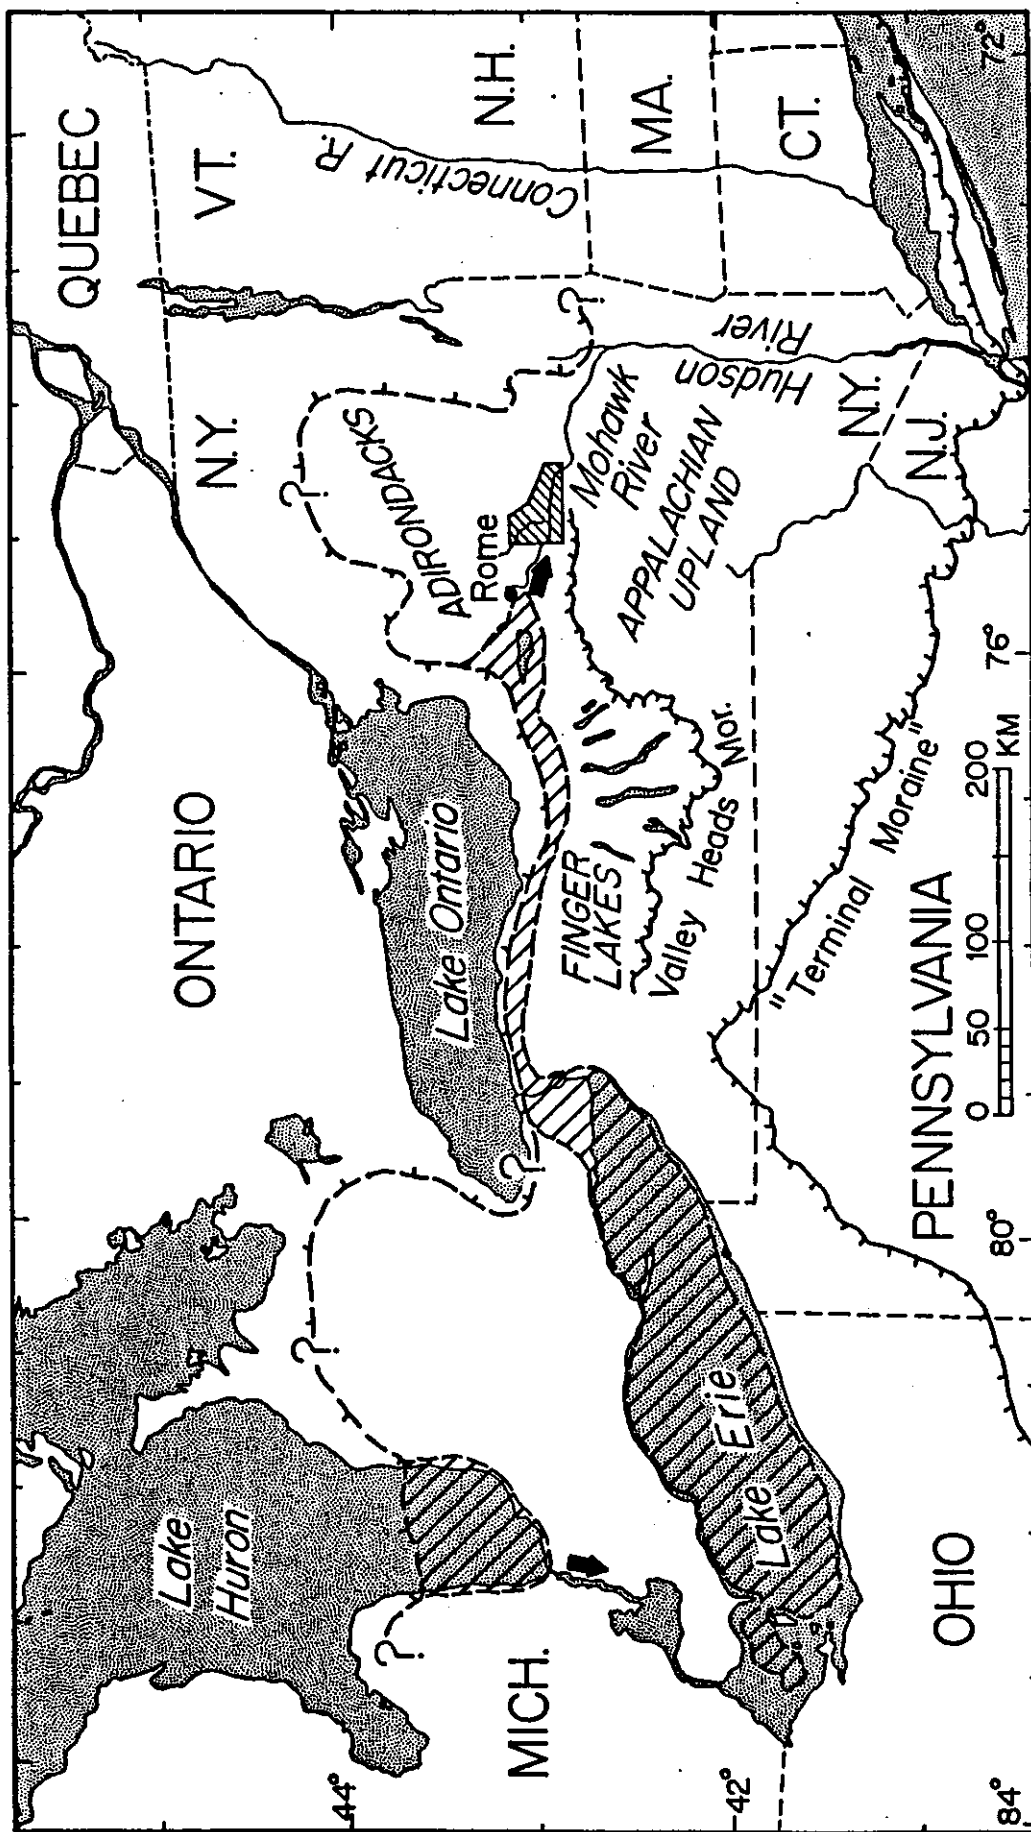 QUEBEC
VT.
N.H.
MA.
CT.
Connecticut R.
72°
N.Y.
?
?
ADIRONDACKS
Rome
Mohawk
River
Hudson
River
APPALACHIAN
UPLAND
N.Y.
N.J.
76°
ONTARIO
Lake Ontario
FINGER
LAKES
Valley Heads Mor.
"Terminal Moraine"
PENNSYLVANIA
0 50 100 200
KM
80°
?
?
?
Lake
Huron
MICH.
Lake Erie
OHIO
44°
42°
84°